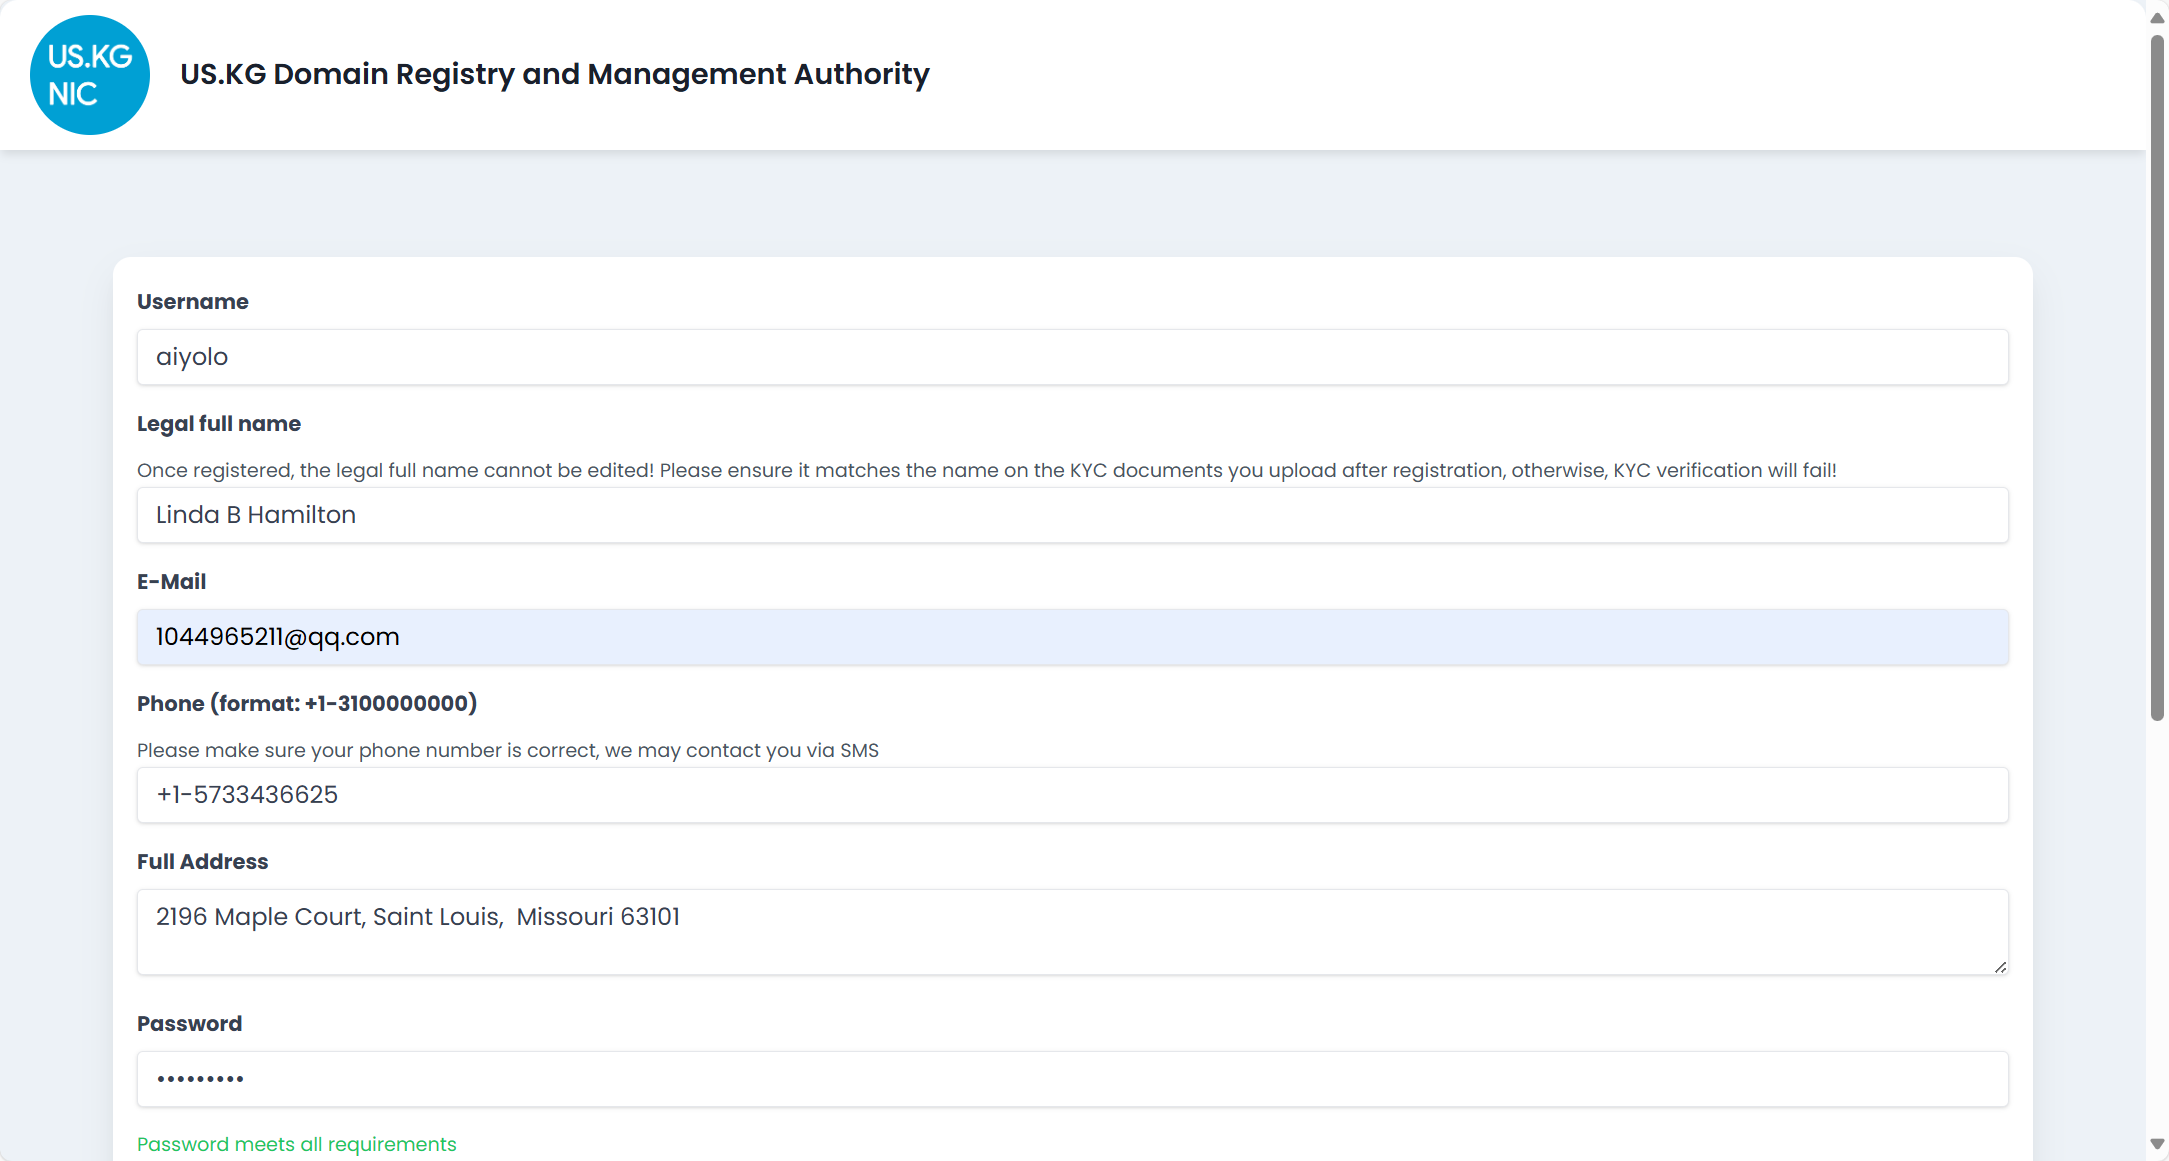 US.KG
NIC
US.KG Domain Registry and Management Authority
Username
aiyolo
Legal full name
Once registered, the legal full name cannot be edited! Please ensure it matches the name on the KYC documents you upload after registration, otherwise, KYC verification will fail!
Linda B Hamilton
E-Mail
1044965211@qq.com
Phone (format: +1-3100000000)
Please make sure your phone number is correct, we may contact you via SMS
+1-5733436625
Full Address
2196 Maple Court, Saint Louis,  Missouri 63101
Password
•••••••••
Password meets all requirements